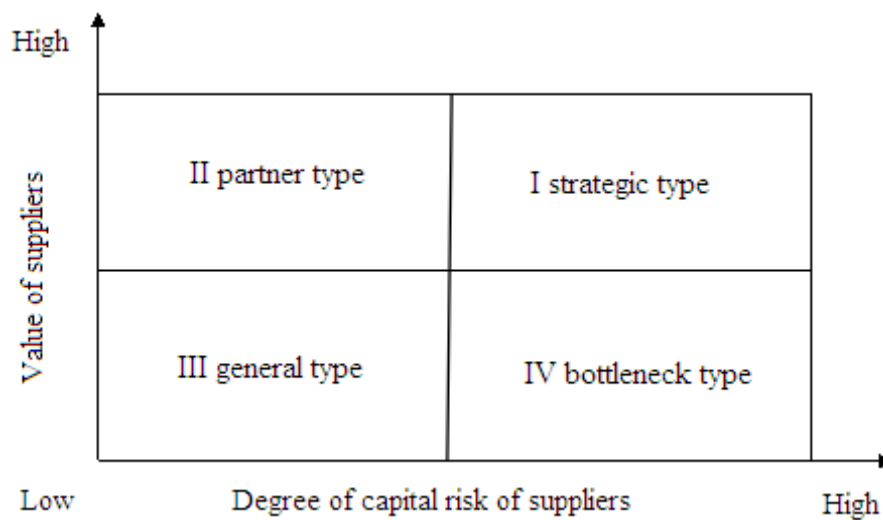 High
II partner type
I strategic type
Value of suppliers
III general type
IV bottleneck type
Low
Degree of capital risk of suppliers
High